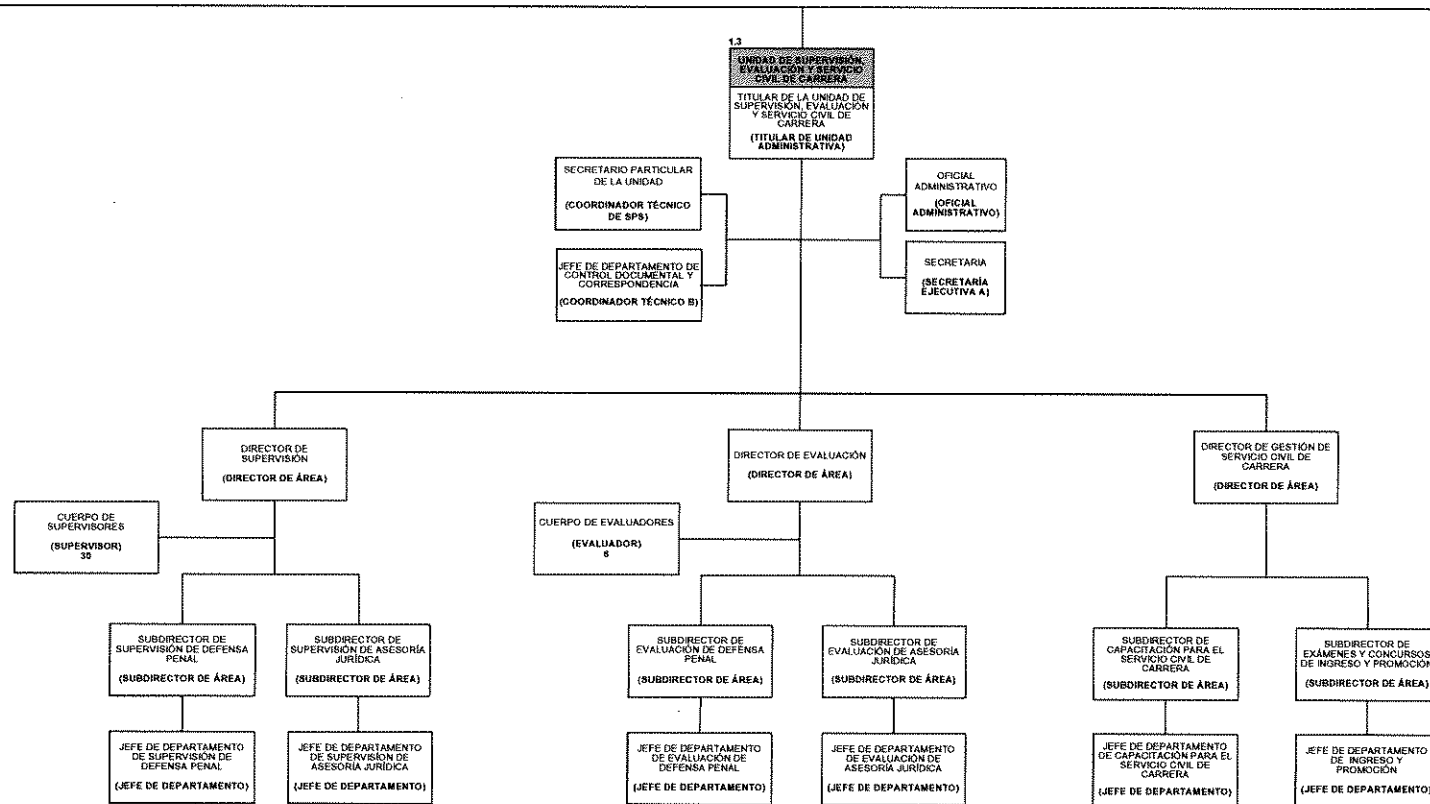 1.3
UNIDAD DE SUPERVISIÓN,
EVALUACIÓN Y SERVICIO
CIVIL DE CARRERA
TITULAR DE LA UNIDAD DE
SUPERVISIÓN, EVALUACIÓN
Y SERVICIO CIVIL DE
CARRERA
(TITULAR DE UNIDAD
ADMINISTRATIVA)
SECRETARIO PARTICULAR
DE LA UNIDAD
(COORDINADOR TÉCNICO
DE SPS)
OFICIAL
ADMINISTRATIVO
(OFICIAL
ADMINISTRATIVO)
JEFE DE DEPARTAMENTO DE
CONTROL DOCUMENTAL Y
CORRESPONDENCIA
(COORDINADOR TÉCNICO B)
SECRETARIA
(SECRETARÍA
EJECUTIVA A)
DIRECTOR DE
SUPERVISIÓN
(DIRECTOR DE ÁREA)
DIRECTOR DE EVALUACIÓN
(DIRECTOR DE ÁREA)
DIRECTOR DE GESTIÓN DE
SERVICIO CIVIL DE
CARRERA
(DIRECTOR DE ÁREA)
CUERPO DE
SUPERVISORES
(SUPERVISOR)
30
CUERPO DE EVALUADORES
(EVALUADOR)
6
SUBDIRECTOR DE
SUPERVISIÓN DE DEFENSA
PENAL
(SUBDIRECTOR DE ÁREA)
SUBDIRECTOR DE
SUPERVISIÓN DE ASESORÍA
JURÍDICA
(SUBDIRECTOR DE ÁREA)
SUBDIRECTOR DE
EVALUACIÓN DE DEFENSA
PENAL
(SUBDIRECTOR DE ÁREA)
SUBDIRECTOR DE
EVALUACIÓN DE ASESORÍA
JURÍDICA
(SUBDIRECTOR DE ÁREA)
SUBDIRECTOR DE
CAPACITACIÓN PARA EL
SERVICIO CIVIL DE
CARRERA
(SUBDIRECTOR DE ÁREA)
SUBDIRECTOR DE
EXÁMENES Y CONCURSOS
DE INGRESO Y PROMOCIÓN
(SUBDIRECTOR DE ÁREA)
JEFE DE DEPARTAMENTO
DE SUPERVISIÓN DE
DEFENSA PENAL
(JEFE DE DEPARTAMENTO)
JEFE DE DEPARTAMENTO
DE SUPERVISIÓN DE
ASESORÍA JURÍDICA
(JEFE DE DEPARTAMENTO)
JEFE DE DEPARTAMENTO
DE EVALUACIÓN DE
DEFENSA PENAL
(JEFE DE DEPARTAMENTO)
JEFE DE DEPARTAMENTO
DE EVALUACIÓN DE
ASESORÍA JURÍDICA
(JEFE DE DEPARTAMENTO)
JEFE DE DEPARTAMENTO
DE CAPACITACIÓN PARA EL
SERVICIO CIVIL DE
CARRERA
(JEFE DE DEPARTAMENTO)
JEFE DE DEPARTAMENTO
DE INGRESO Y
PROMOCIÓN
(JEFE DE DEPARTAMENTO)